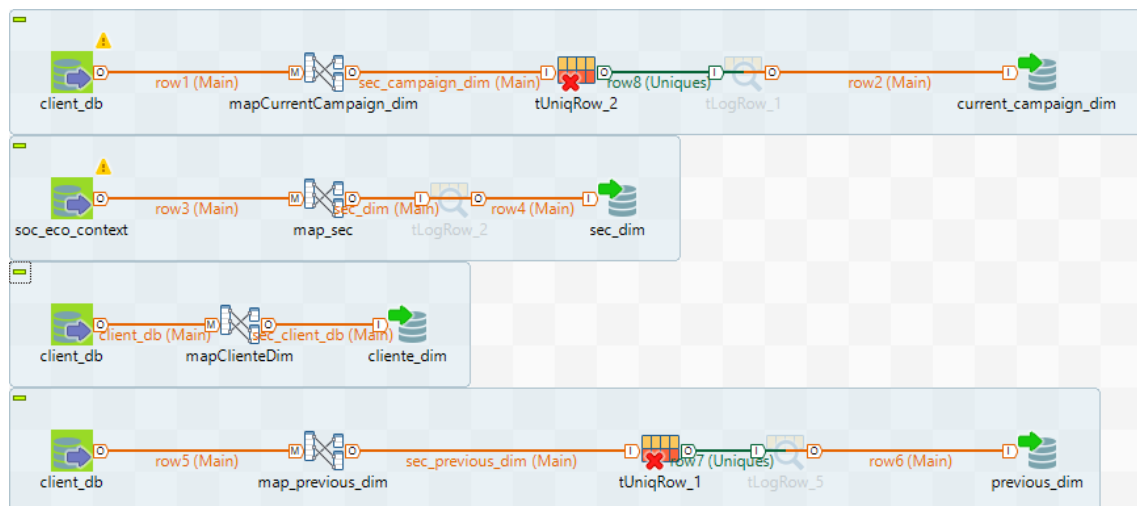 row1 (Main)
sec_campaign_dim (Main)
row8 (Uniques)
row2 (Main)
client_db
mapCurrentCampaign_dim
tUniqRow_2
tLogRow_1
current_campaign_dim
row3 (Main)
sec_dim (Main)
row4 (Main)
soc_eco_context
map_sec
tLogRow_2
sec_dim
client_db (Main)
sec_client_db (Main)
client_db
mapClienteDim
cliente_dim
row5 (Main)
sec_previous_dim (Main)
row7 (Uniques)
row6 (Main)
client_db
map_previous_dim
tUniqRow_1
tLogRow_5
previous_dim